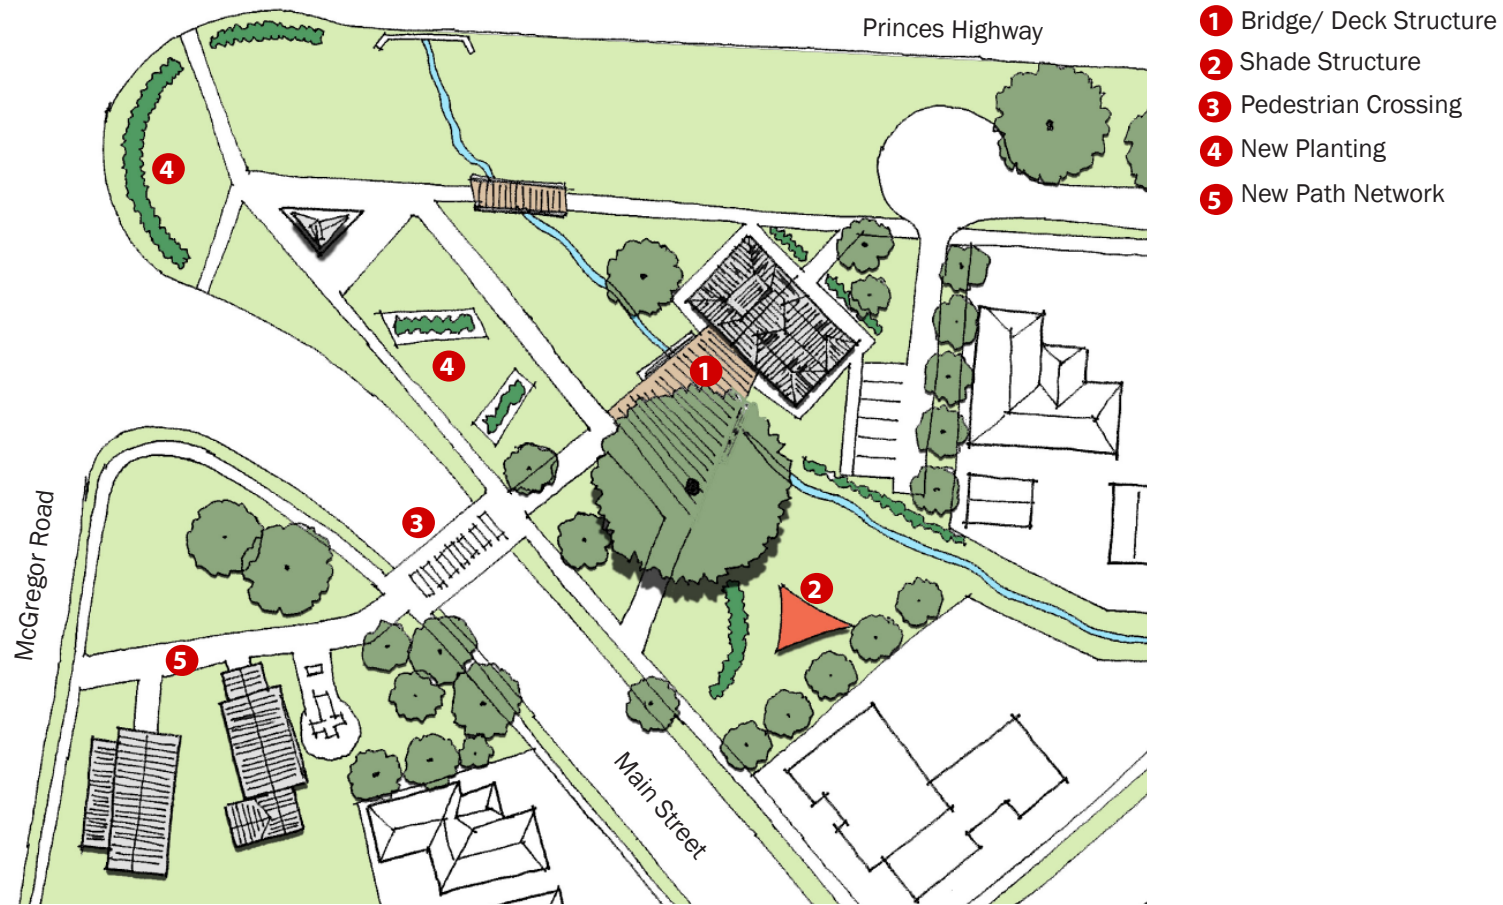 Princes Highway
1 Bridge/ Deck Structure
2 Shade Structure
3 Pedestrian Crossing
4 New Planting
5 New Path Network
4
1
4
3
2
McGregor Road
5
Main Street